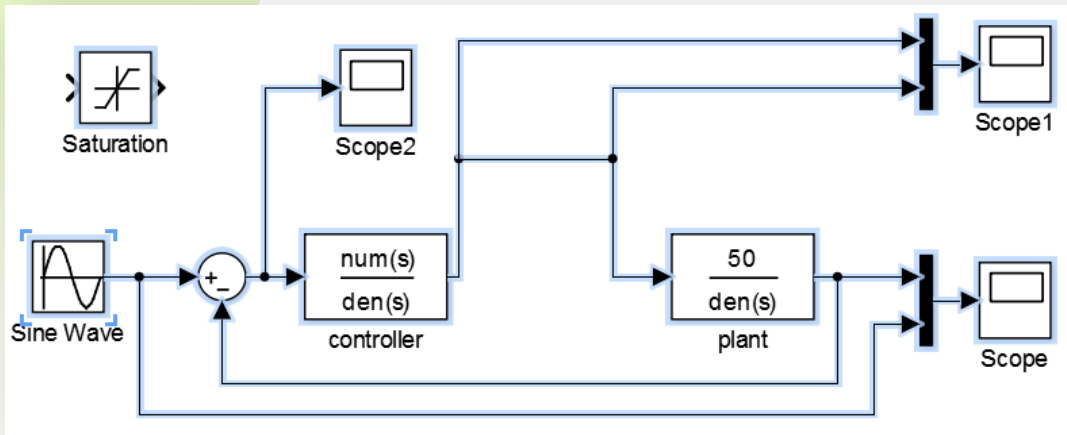 Saturation
Scope2
Scope1
Sine Wave
+
−
num(s)
den(s)
controller
50
den(s)
plant
Scope